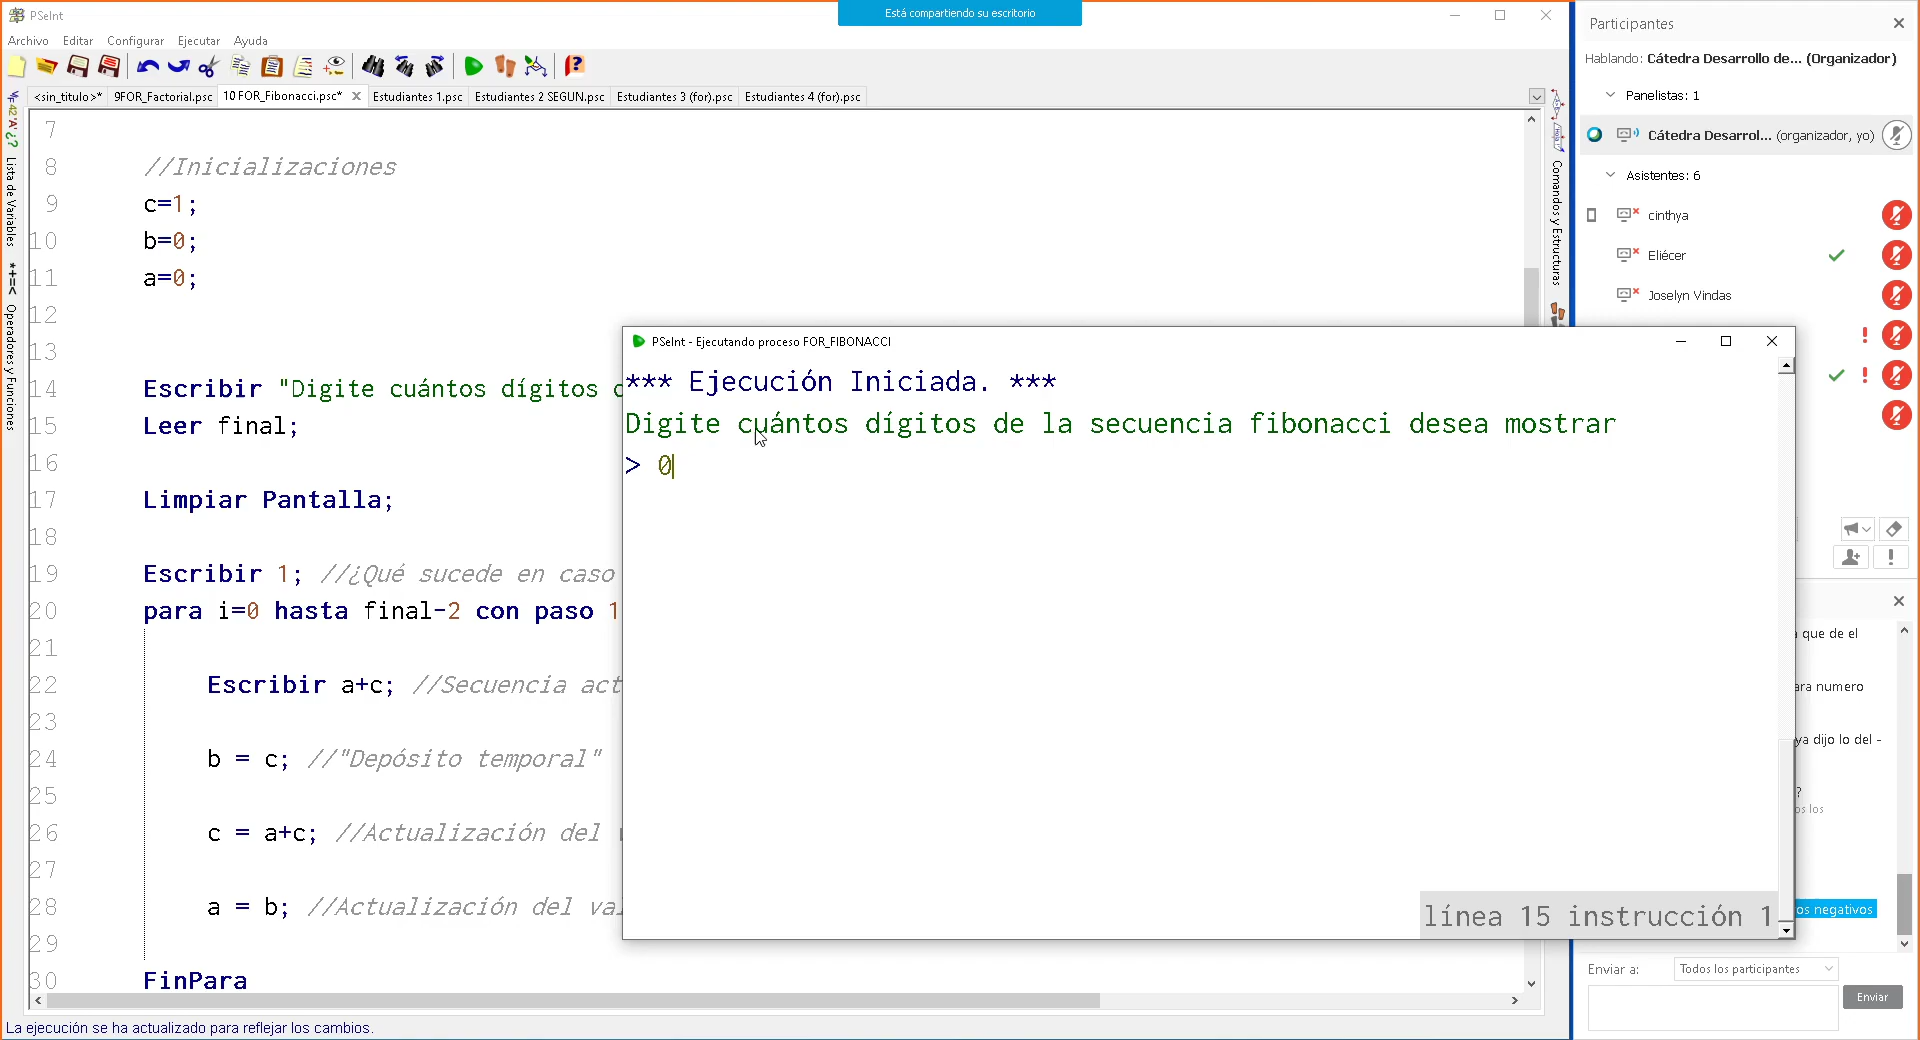 PSeInt
Está compartiendo su escritorio
Archivo Editar Configurar Ejecutar Ayuda
<sin_titulo>* 9FOR_Factorial.psc 10 FOR_Fibonacci.psc* Estudiantes 1.psc Estudiantes 2 SEGUN.psc Estudiantes 3 (for).psc Estudiantes 4 (for).psc
Lista de Variables
Operadores y Funciones
Comandos y Estructuras
7
8 //Inicializaciones
9 c=1;
10 b=0;
11 a=0;
12
13
14 Escribir "Digite cuántos dígitos
15 Leer final;
16
17 Limpiar Pantalla;
18
19 Escribir 1; //¿Qué sucede en caso
20 para i=0 hasta final-2 con paso 1
21
22 Escribir a+c; //Secuencia act
23
24 b = c; //"Depósito temporal"
25
26 c = a+c; //Actualización del
27
28 a = b; //Actualización del val
29
30 FinPara
La ejecución se ha actualizado para reflejar los cambios.
PSeInt - Ejecutando proceso FOR_FIBONACCI
*** Ejecución Iniciada. ***
Digite cuántos dígitos de la secuencia fibonacci desea mostrar
> 0
línea 15 instrucción 1
Participantes
Hablando: Cátedra Desarrollo de... (Organizador)
Panelistas: 1
Cátedra Desarrol... (organizador, yo)
Asistentes: 6
cinthya
Eliécer
Joselyn Vindas
que de el
ara numero
ya dijo lo del -
?
os los
os negativos
Enviar a: Todos los participantes
Enviar